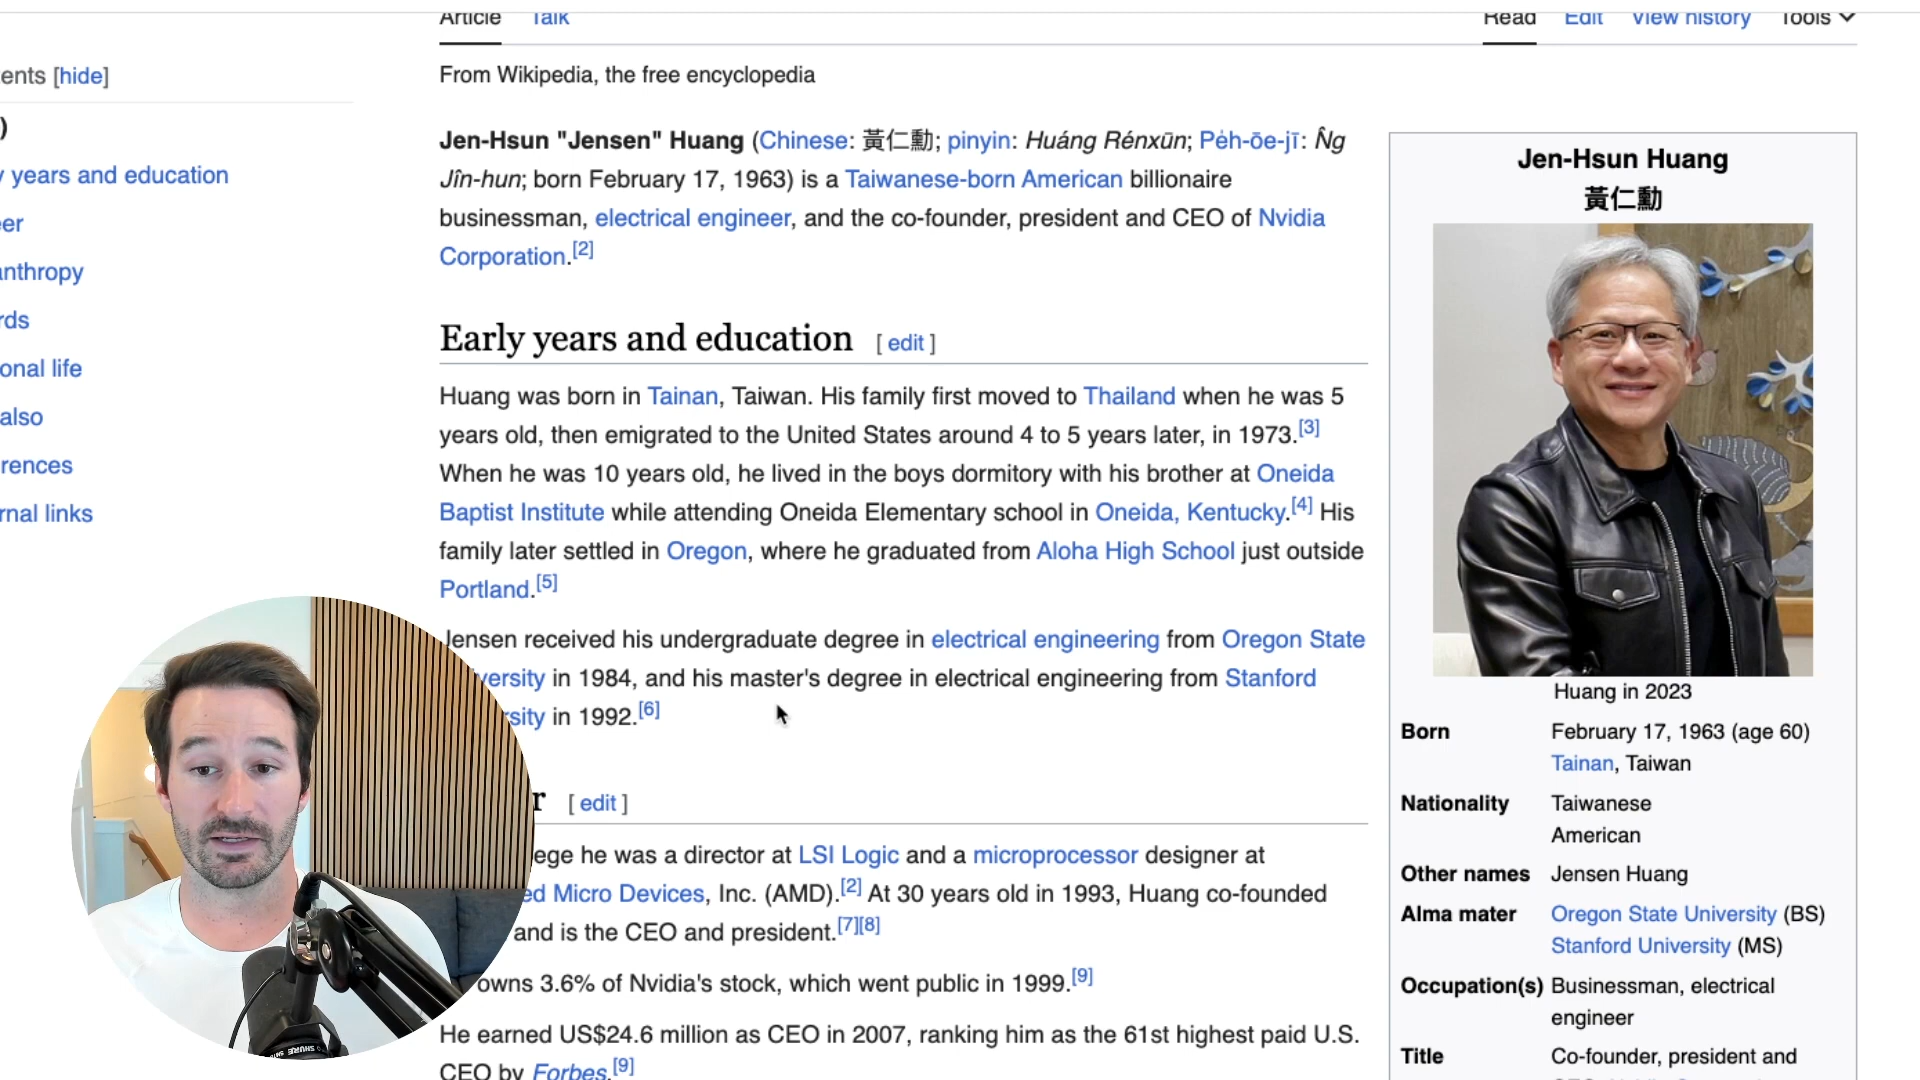 Article Talk Read Edit View history Tools
ents [hide]
From Wikipedia, the free encyclopedia
)
y years and education
er
anthropy
rds
onal life
also
rences
rnal links
Jen-Hsun "Jensen" Huang (Chinese: 黃仁勳; pinyin: Huáng Rénxūn; Pe̍h-ōe-jī: N̂g
Jîn-hun; born February 17, 1963) is a Taiwanese-born American billionaire
businessman, electrical engineer, and the co-founder, president and CEO of Nvidia
Corporation.[2]
Early years and education [ edit ]
Huang was born in Tainan, Taiwan. His family first moved to Thailand when he was 5
years old, then emigrated to the United States around 4 to 5 years later, in 1973.[3]
When he was 10 years old, he lived in the boys dormitory with his brother at Oneida
Baptist Institute while attending Oneida Elementary school in Oneida, Kentucky.[4] His
family later settled in Oregon, where he graduated from Aloha High School just outside
Portland.[5]
Jensen received his undergraduate degree in electrical engineering from Oregon State
versity in 1984, and his master's degree in electrical engineering from Stanford
rsity in 1992.[6]
r [ edit ]
ege he was a director at LSI Logic and a microprocessor designer at
ed Micro Devices, Inc. (AMD).[2] At 30 years old in 1993, Huang co-founded
and is the CEO and president.[7][8]
owns 3.6% of Nvidia's stock, which went public in 1999.[9]
He earned US$24.6 million as CEO in 2007, ranking him as the 61st highest paid U.S.
CEO by Forbes.[9]
Jen-Hsun Huang
黃仁勳
Huang in 2023
Born February 17, 1963 (age 60)
Tainan, Taiwan
Nationality Taiwanese
American
Other names Jensen Huang
Alma mater Oregon State University (BS)
Stanford University (MS)
Occupation(s) Businessman, electrical
engineer
Title Co-founder, president and
SHURE